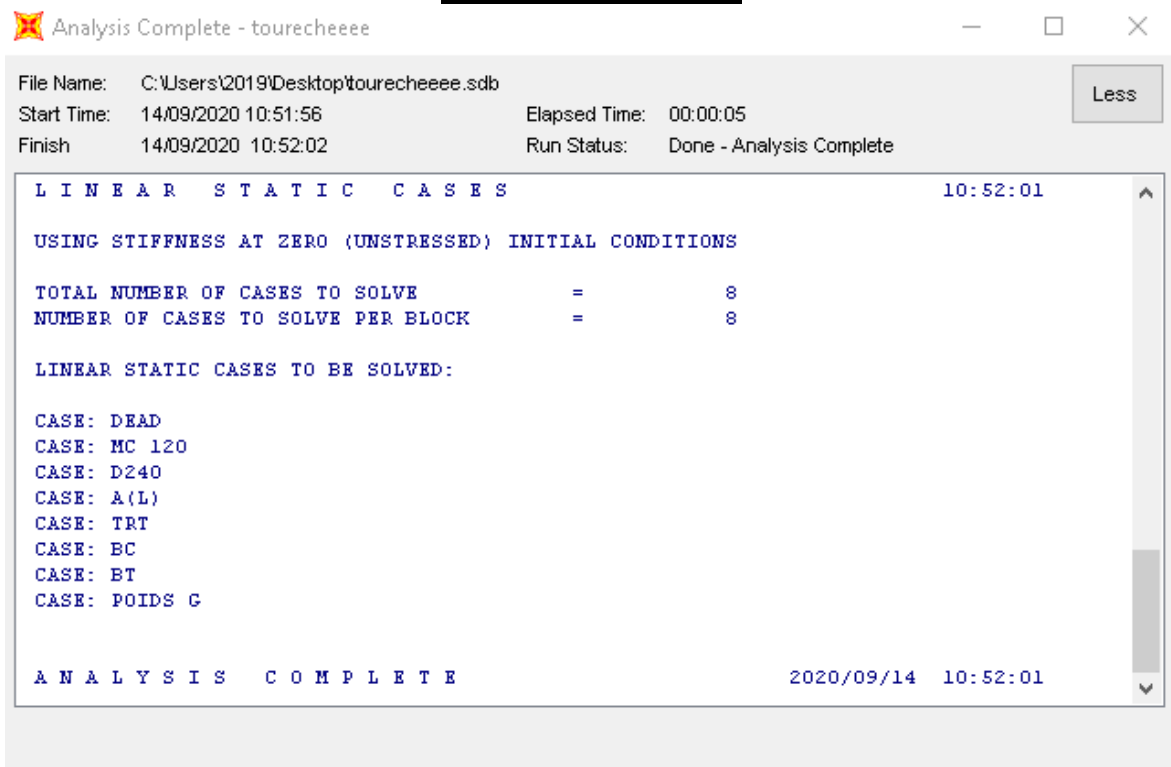 Analysis Complete - tourecheeee
File Name: C:\Users\2019\Desktop\tourecheeee.sdb
Less
Start Time: 14/09/2020 10:51:56 Elapsed Time: 00:00:05
Finish 14/09/2020 10:52:02 Run Status: Done - Analysis Complete
L I N E A R S T A T I C C A S E S 10:52:01
USING STIFFNESS AT ZERO (UNSTRESSED) INITIAL CONDITIONS
TOTAL NUMBER OF CASES TO SOLVE = 8
NUMBER OF CASES TO SOLVE PER BLOCK = 8
LINEAR STATIC CASES TO BE SOLVED:
CASE: DEAD
CASE: MC 120
CASE: D240
CASE: A(L)
CASE: TRT
CASE: BC
CASE: BT
CASE: POIDS G
A N A L Y S I S C O M P L E T E 2020/09/14 10:52:01